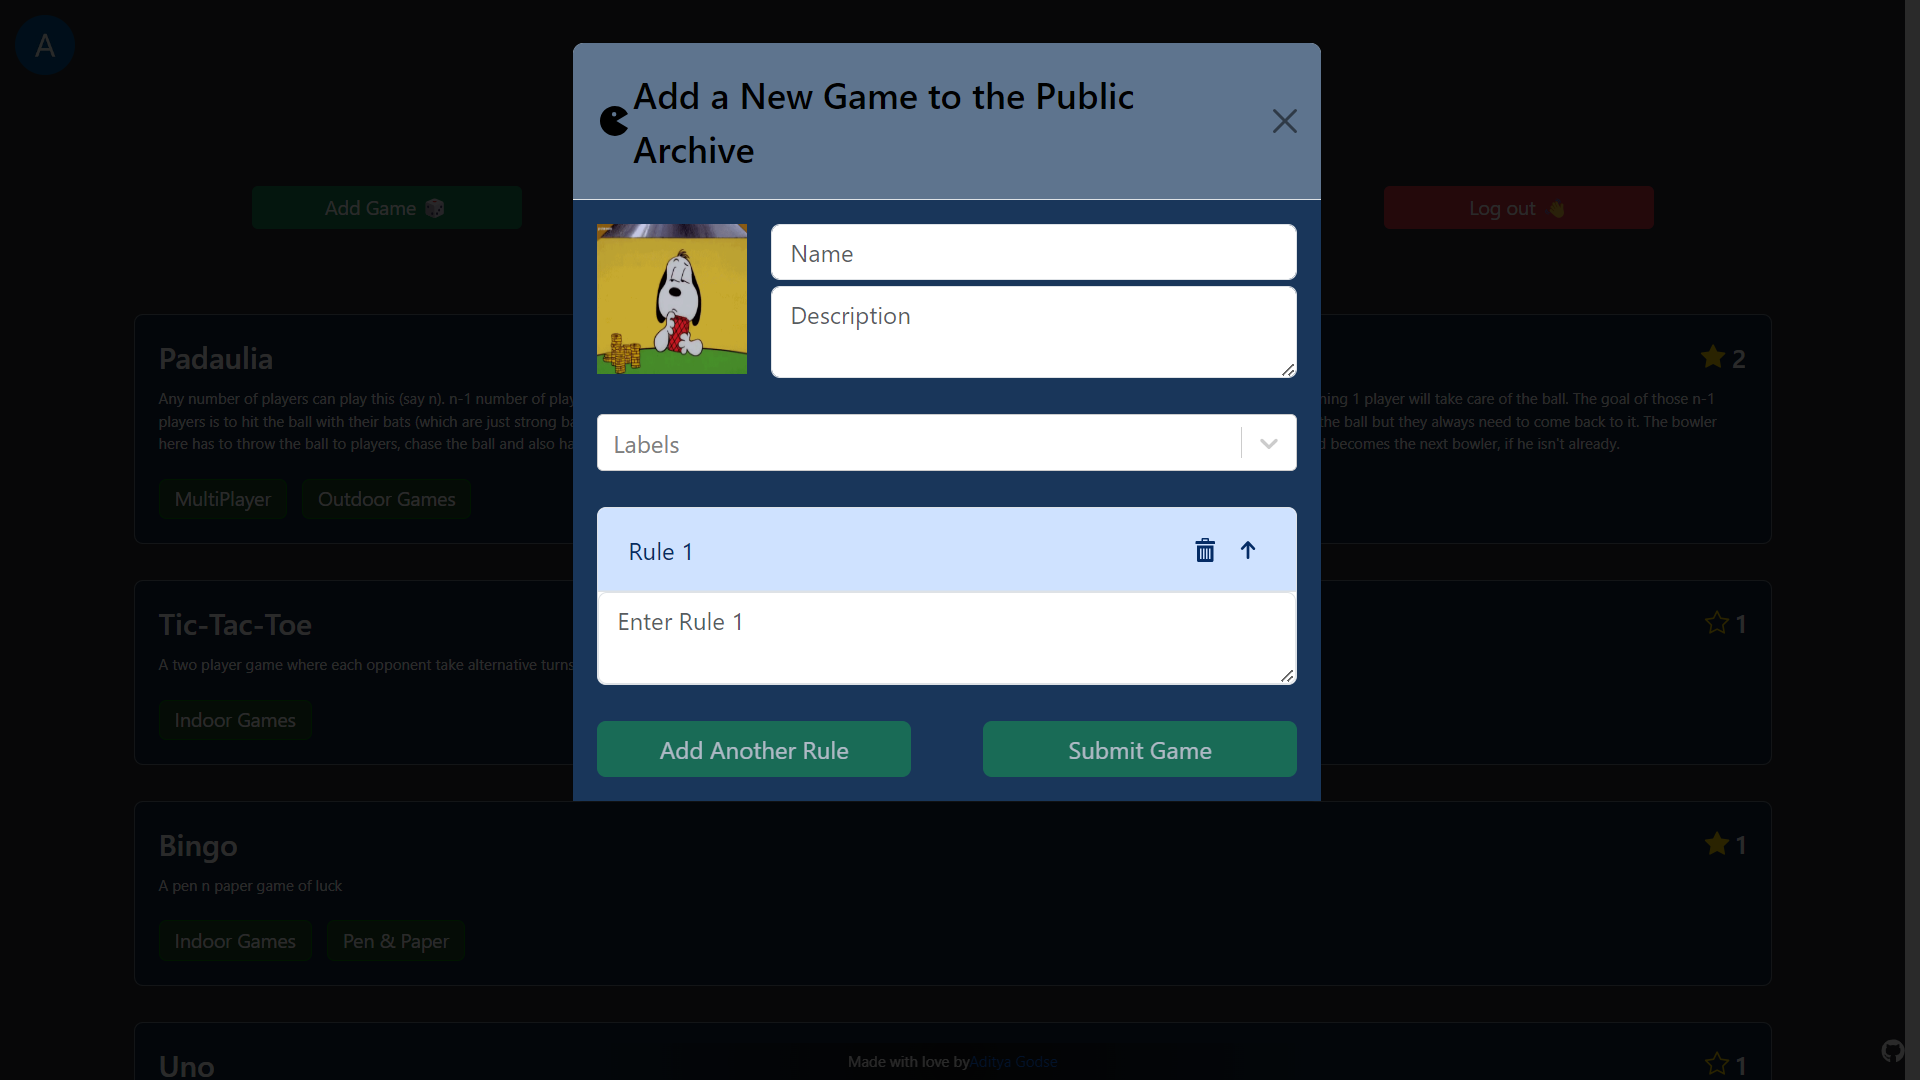 A
Add a New Game to the Public
Archive
Add Game
Log out
Name
Description
Labels
Rule 1
Enter Rule 1
Add Another Rule
Submit Game
Padaulia
2
Any number of players can play this (say n). n-1 number of play
ning 1 player will take care of the ball. The goal of those n-1
players is to hit the ball with their bats (which are just strong ba
the ball but they always need to come back to it. The bowler
here has to throw the ball to players, chase the ball and also ha
d becomes the next bowler, if he isn't already.
MultiPlayer
Outdoor Games
Tic-Tac-Toe
1
A two player game where each opponent take alternative turns
Indoor Games
Bingo
1
A pen n paper game of luck
Indoor Games
Pen & Paper
Uno
1
Made with love byAditya Godse